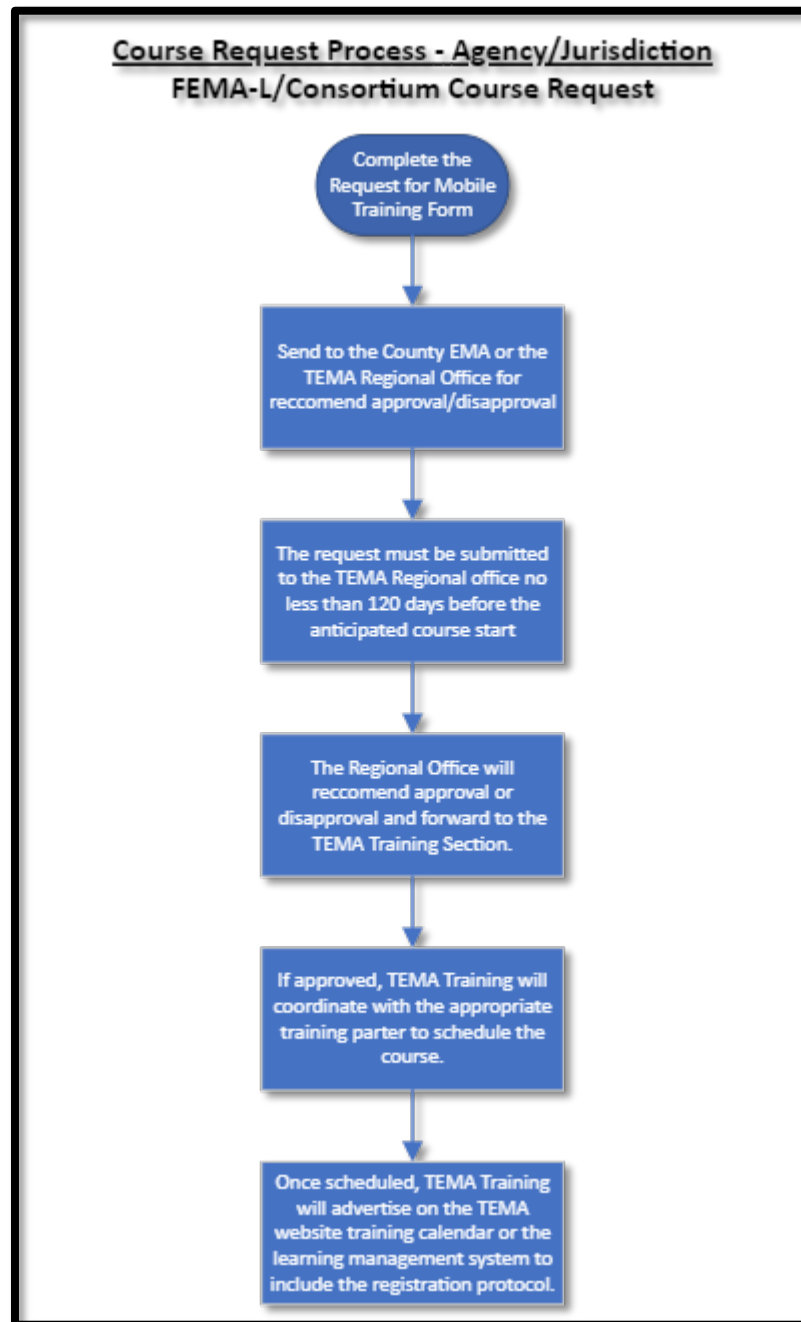 Course Request Process - Agency/Jurisdiction
FEMA-L/Consortium Course Request
Complete the
Request for Mobile
Training Form
Send to the County EMA or the
TEMA Regional Office for
reccomend approval/disapproval
The request must be submitted
to the TEMA Regional office no
less than 120 days before the
anticipated course start
The Regional Office will
reccomend approval or
disapproval and forward to the
TEMA Training Section.
If approved, TEMA Training will
coordinate with the appropriate
training parter to schedule the
course.
Once scheduled, TEMA Training
will advertise on the TEMA
website training calendar or the
learning management system to
include the registration protocol.